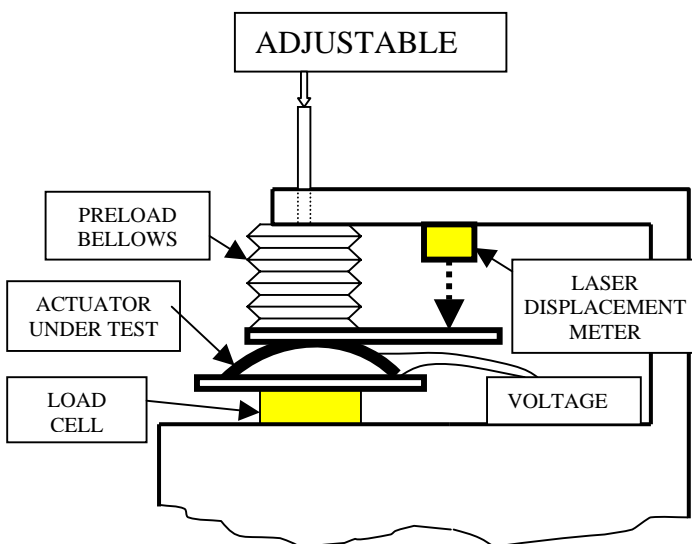 ADJUSTABLE
PRELOAD
BELLOWS
LASER
DISPLACEMENT
METER
ACTUATOR
UNDER TEST
LOAD
CELL
VOLTAGE